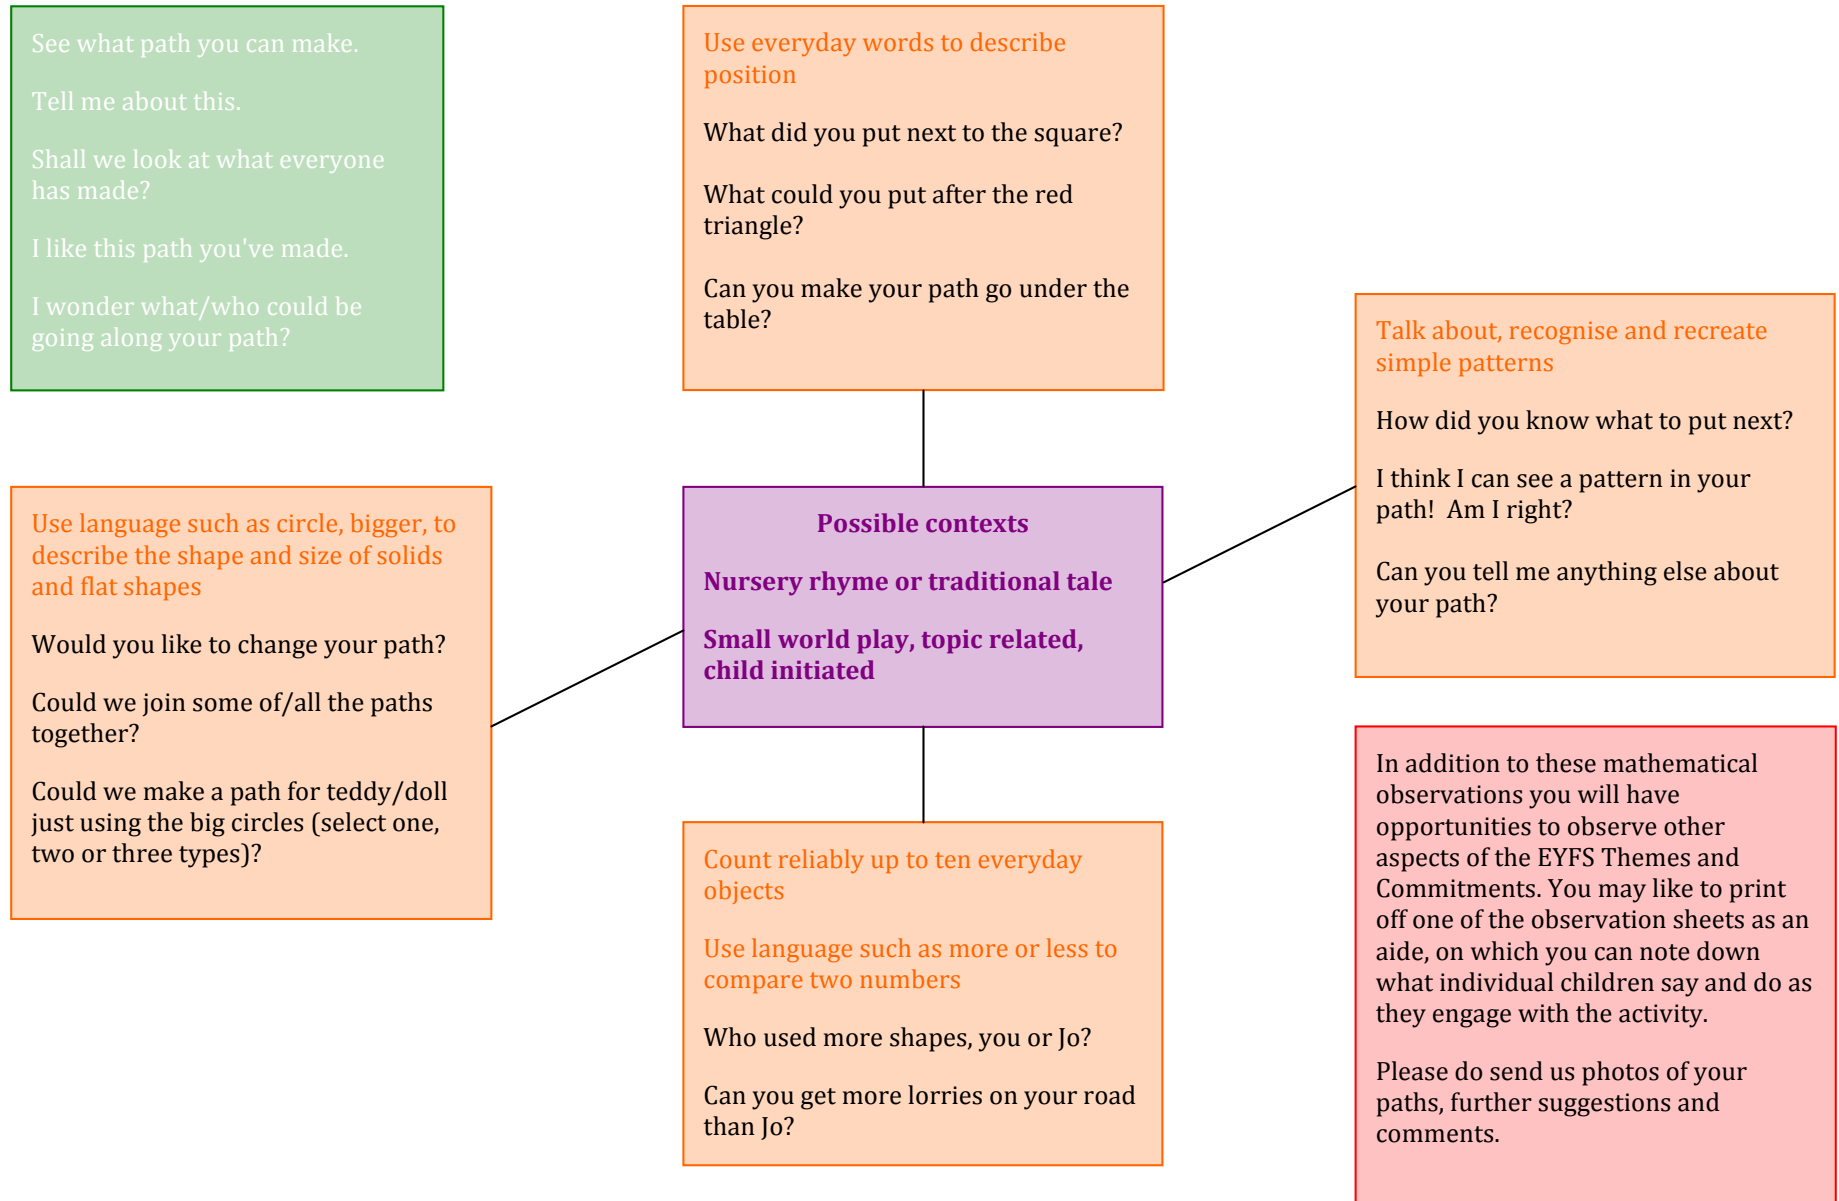 See what path you can make.
Tell me about this.
Shall we look at what everyone
has made?
I like this path you've made.
I wonder what/who could be
going along your path?
Use everyday words to describe
position
What did you put next to the square?
What could you put after the red
triangle?
Can you make your path go under the
table?
Talk about, recognise and recreate
simple patterns
How did you know what to put next?
I think I can see a pattern in your
path!  Am I right?
Can you tell me anything else about
your path?
Use language such as circle, bigger, to
describe the shape and size of solids
and flat shapes
Would you like to change your path?
Could we join some of/all the paths
together?
Could we make a path for teddy/doll
just using the big circles (select one,
two or three types)?
Possible contexts
Nursery rhyme or traditional tale
Small world play, topic related,
child initiated
Count reliably up to ten everyday
objects
Use language such as more or less to
compare two numbers
Who used more shapes, you or Jo?
Can you get more lorries on your road
than Jo?
In addition to these mathematical
observations you will have
opportunities to observe other
aspects of the EYFS Themes and
Commitments. You may like to print
off one of the observation sheets as an
aide, on which you can note down
what individual children say and do as
they engage with the activity.
Please do send us photos of your
paths, further suggestions and
comments.